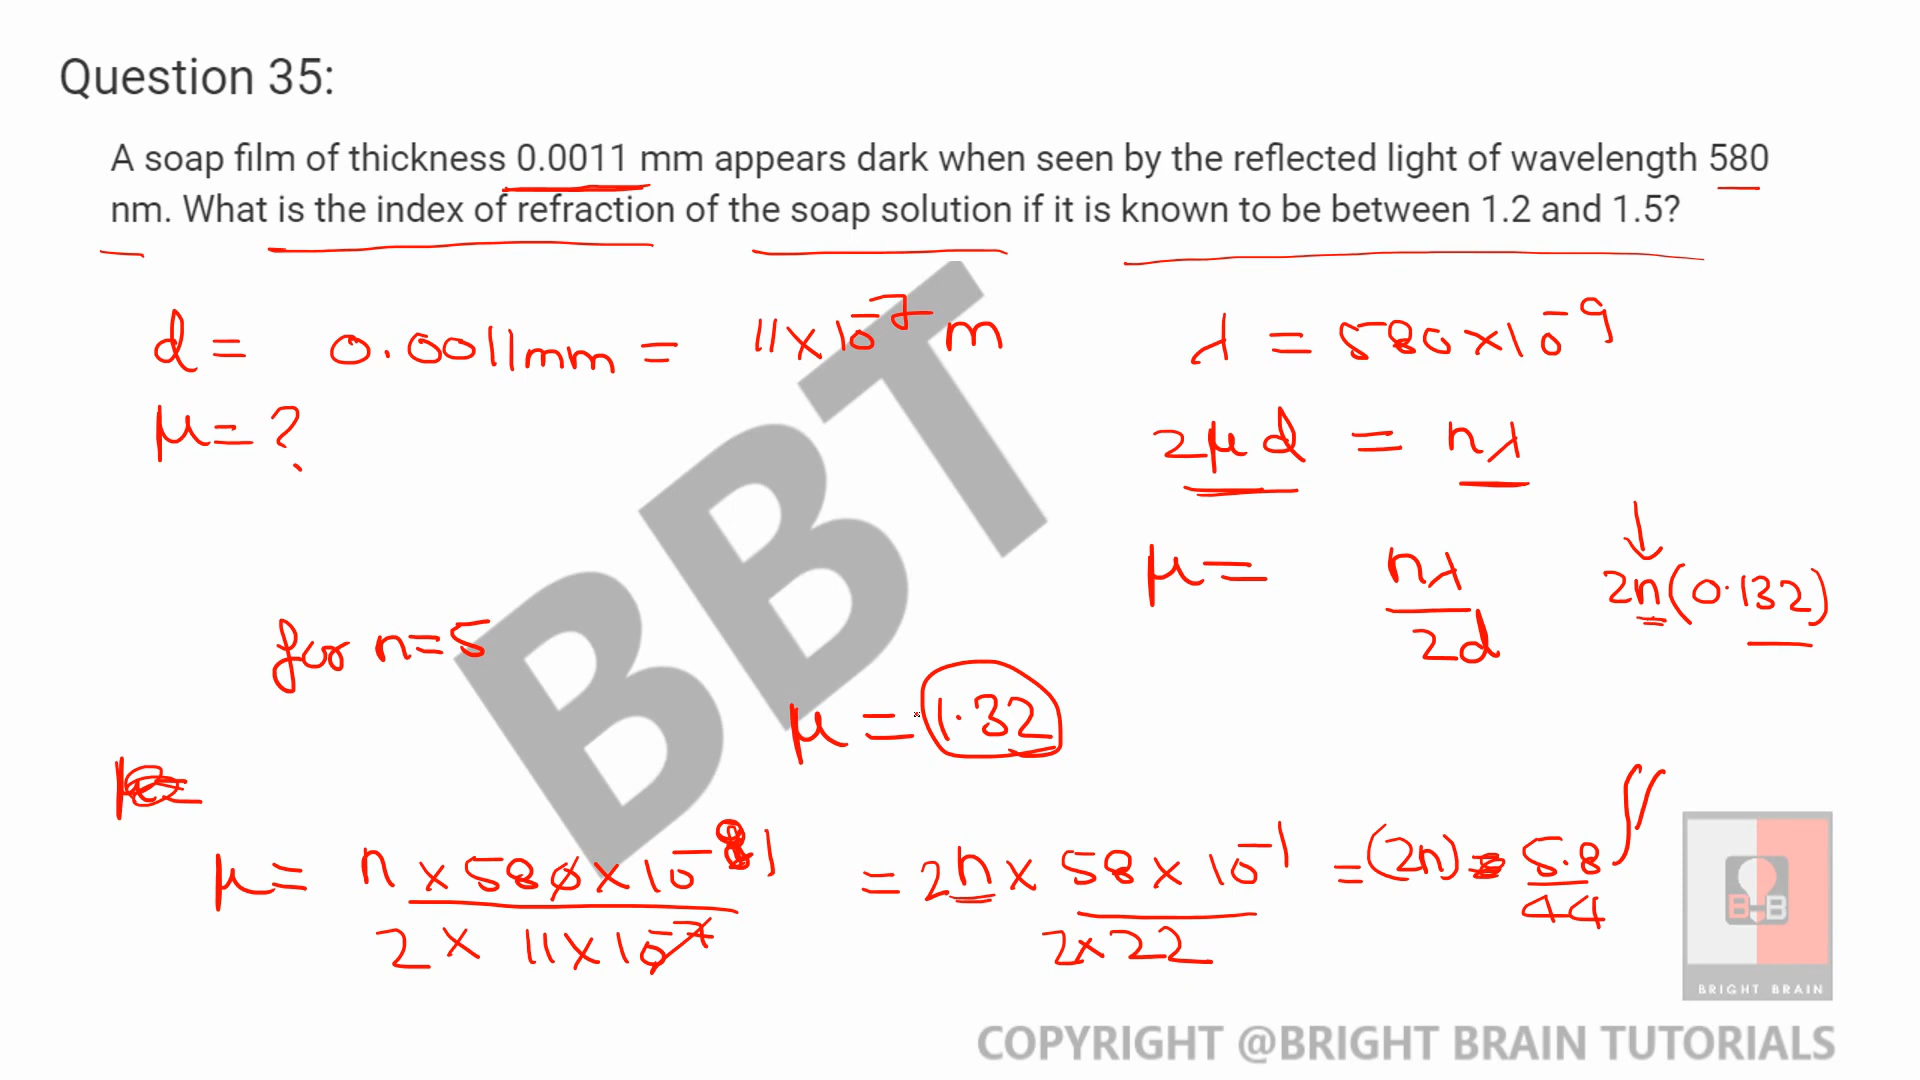 Question 35:
A soap film of thickness 0.0011 mm appears dark when seen by the reflected light of wavelength 580
nm. What is the index of refraction of the soap solution if it is known to be between 1.2 and 1.5?
d = 0.0011mm = 11×10⁻⁷ m
λ = 580×10⁻⁹
μ = ?
2μd = nλ
μ = nλ/2d
2n(0.132)
for n=5
μ = 1.32
μ = n × 580×10⁻⁸ / 2 × 11×10⁻⁷ = 2n × 58 × 10⁻¹ / 2×22 = (2n) 5.8/44
BBT
B-B
BRIGHT BRAIN
COPYRIGHT @BRIGHT BRAIN TUTORIALS